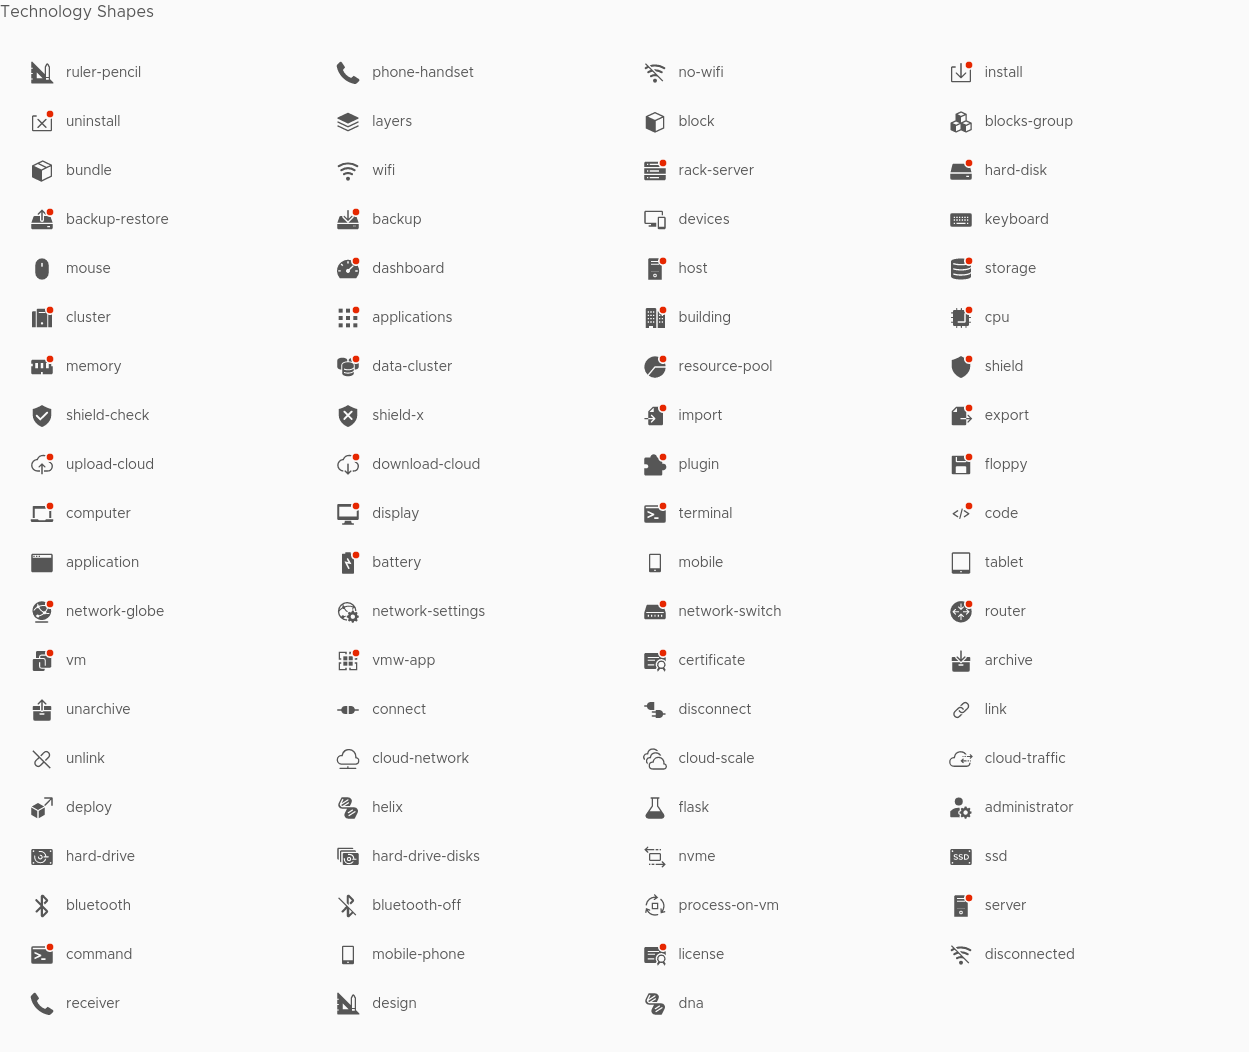 Technology Shapes
ruler-pencil phone-handset no-wifi install
uninstall layers block blocks-group
bundle wifi rack-server hard-disk
backup-restore backup devices keyboard
mouse dashboard host storage
cluster applications building cpu
memory data-cluster resource-pool shield
shield-check shield-x import export
upload-cloud download-cloud plugin floppy
computer display terminal code
application battery mobile tablet
network-globe network-settings network-switch router
vm vmw-app certificate archive
unarchive connect disconnect link
unlink cloud-network cloud-scale cloud-traffic
deploy helix flask administrator
hard-drive hard-drive-disks nvme SSD ssd
bluetooth bluetooth-off process-on-vm server
command mobile-phone license disconnected
receiver design dna